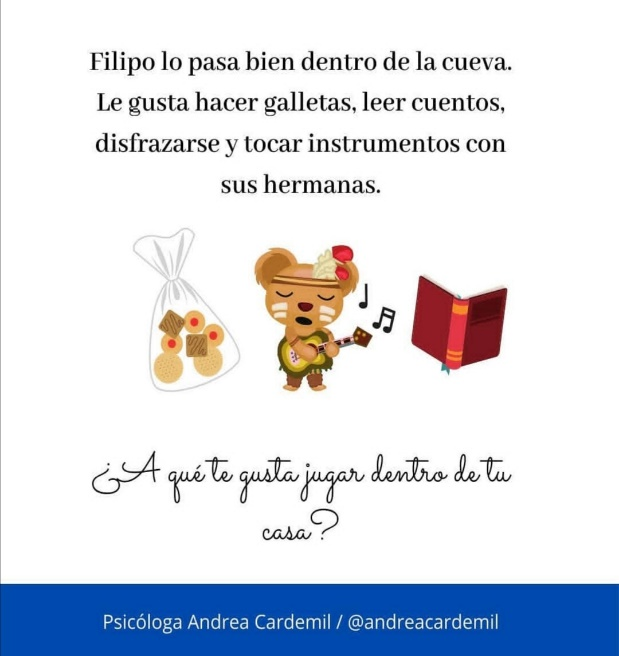 Filipo lo pasa bien dentro de la cueva.
Le gusta hacer galletas, leer cuentos,
disfrazarse y tocar instrumentos con
sus hermanas.
¿A qué te gusta jugar dentro de tu
casa?
Psicóloga Andrea Cardemil / @andreacardemil